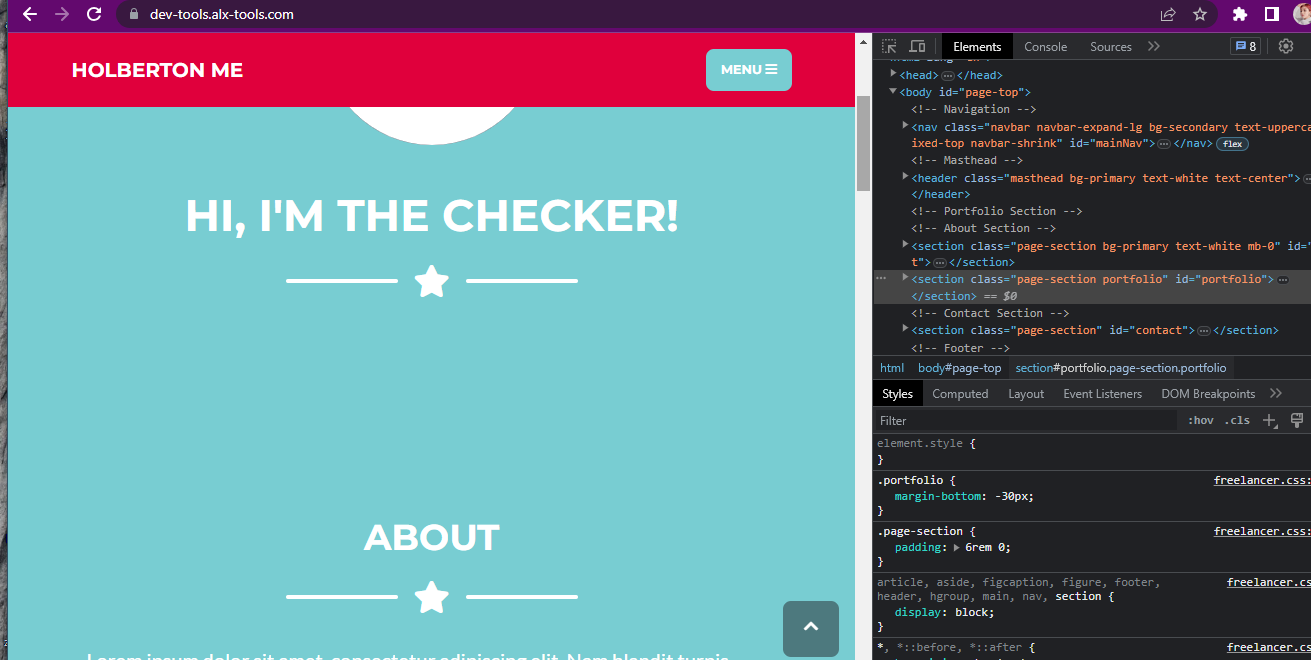 dev-tools.alx-tools.com
HOLBERTON ME
MENU
HI, I'M THE CHECKER!
ABOUT
Elements Console Sources 8
<head>…</head>
<body id="page-top">
<!-- Navigation -->
<nav class="navbar navbar-expand-lg bg-secondary text-upperca
ixed-top navbar-shrink" id="mainNav">…</nav> flex
<!-- Masthead -->
<header class="masthead bg-primary text-white text-center">…
</header>
<!-- Portfolio Section -->
<!-- About Section -->
<section class="page-section bg-primary text-white mb-0" id="
t">…</section>
<section class="page-section portfolio" id="portfolio">…
</section> == $0
<!-- Contact Section -->
<section class="page-section" id="contact">…</section>
<!-- Footer -->
html body#page-top section#portfolio.page-section.portfolio
Styles Computed Layout Event Listeners DOM Breakpoints
Filter :hov .cls
element.style {
}
.portfolio { freelancer.css:
margin-bottom: -30px;
}
.page-section { freelancer.css:
padding: 6rem 0;
}
article, aside, figcaption, figure, footer, freelancer.cs
header, hgroup, main, nav, section {
display: block;
}
*, *::before, *::after { freelancer.cs